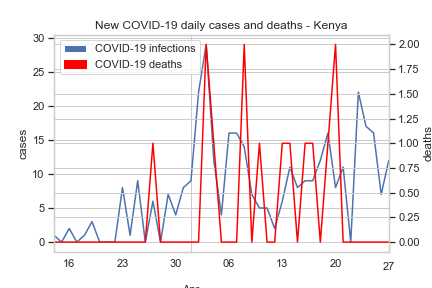 New COVID-19 daily cases and deaths - Kenya
COVID-19 infections
COVID-19 deaths
30
25
20
15
10
5
0
cases
2.00
1.75
1.50
1.25
1.00
0.75
0.50
0.25
0.00
deaths
16 23 30 06 13 20 27